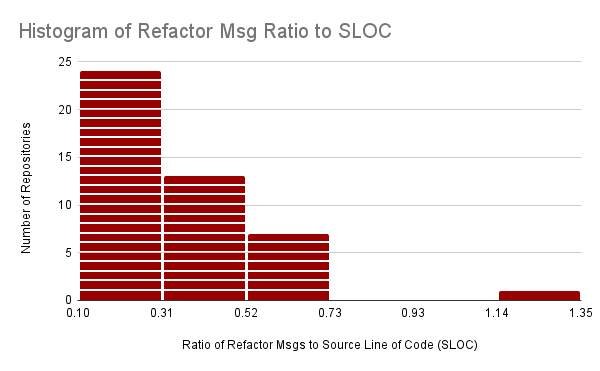 Histogram of Refactor Msg Ratio to SLOC
Number of Repositories
25
20
15
10
5
0
0.10 0.31 0.52 0.73 0.93 1.14 1.35
Ratio of Refactor Msgs to Source Line of Code (SLOC)